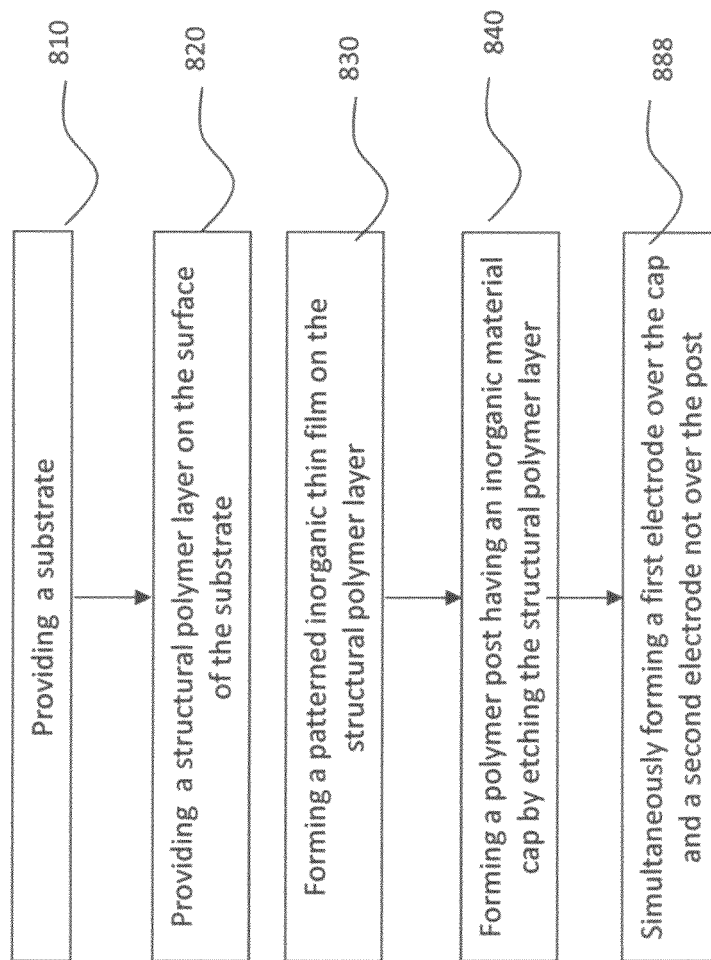 Providing a substrate
810
Providing a structural polymer layer on the surface
of the substrate
820
Forming a patterned inorganic thin film on the
structural polymer layer
830
Forming a polymer post having an inorganic material
cap by etching the structural polymer layer
840
Simultaneously forming a first electrode over the cap
and a second electrode not over the post
888